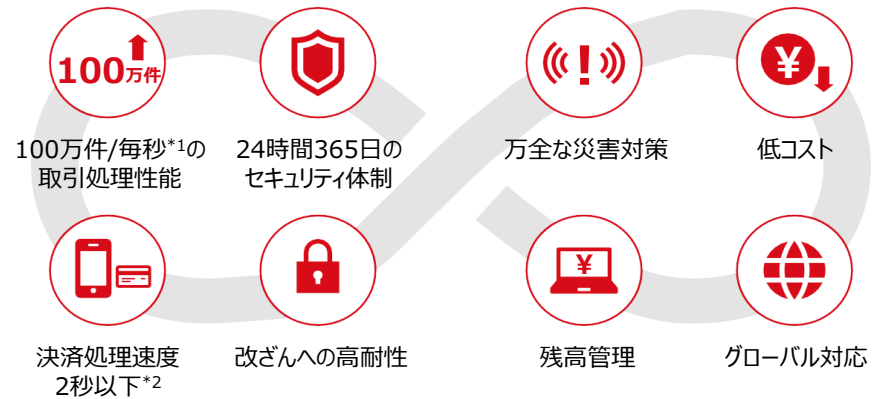 100万件
100万件/毎秒*1の
取引処理性能
24時間365日の
セキュリティ体制
!
万全な災害対策
¥
低コスト
決済処理速度
2秒以下*2
改ざんへの高耐性
¥
残高管理
グローバル対応